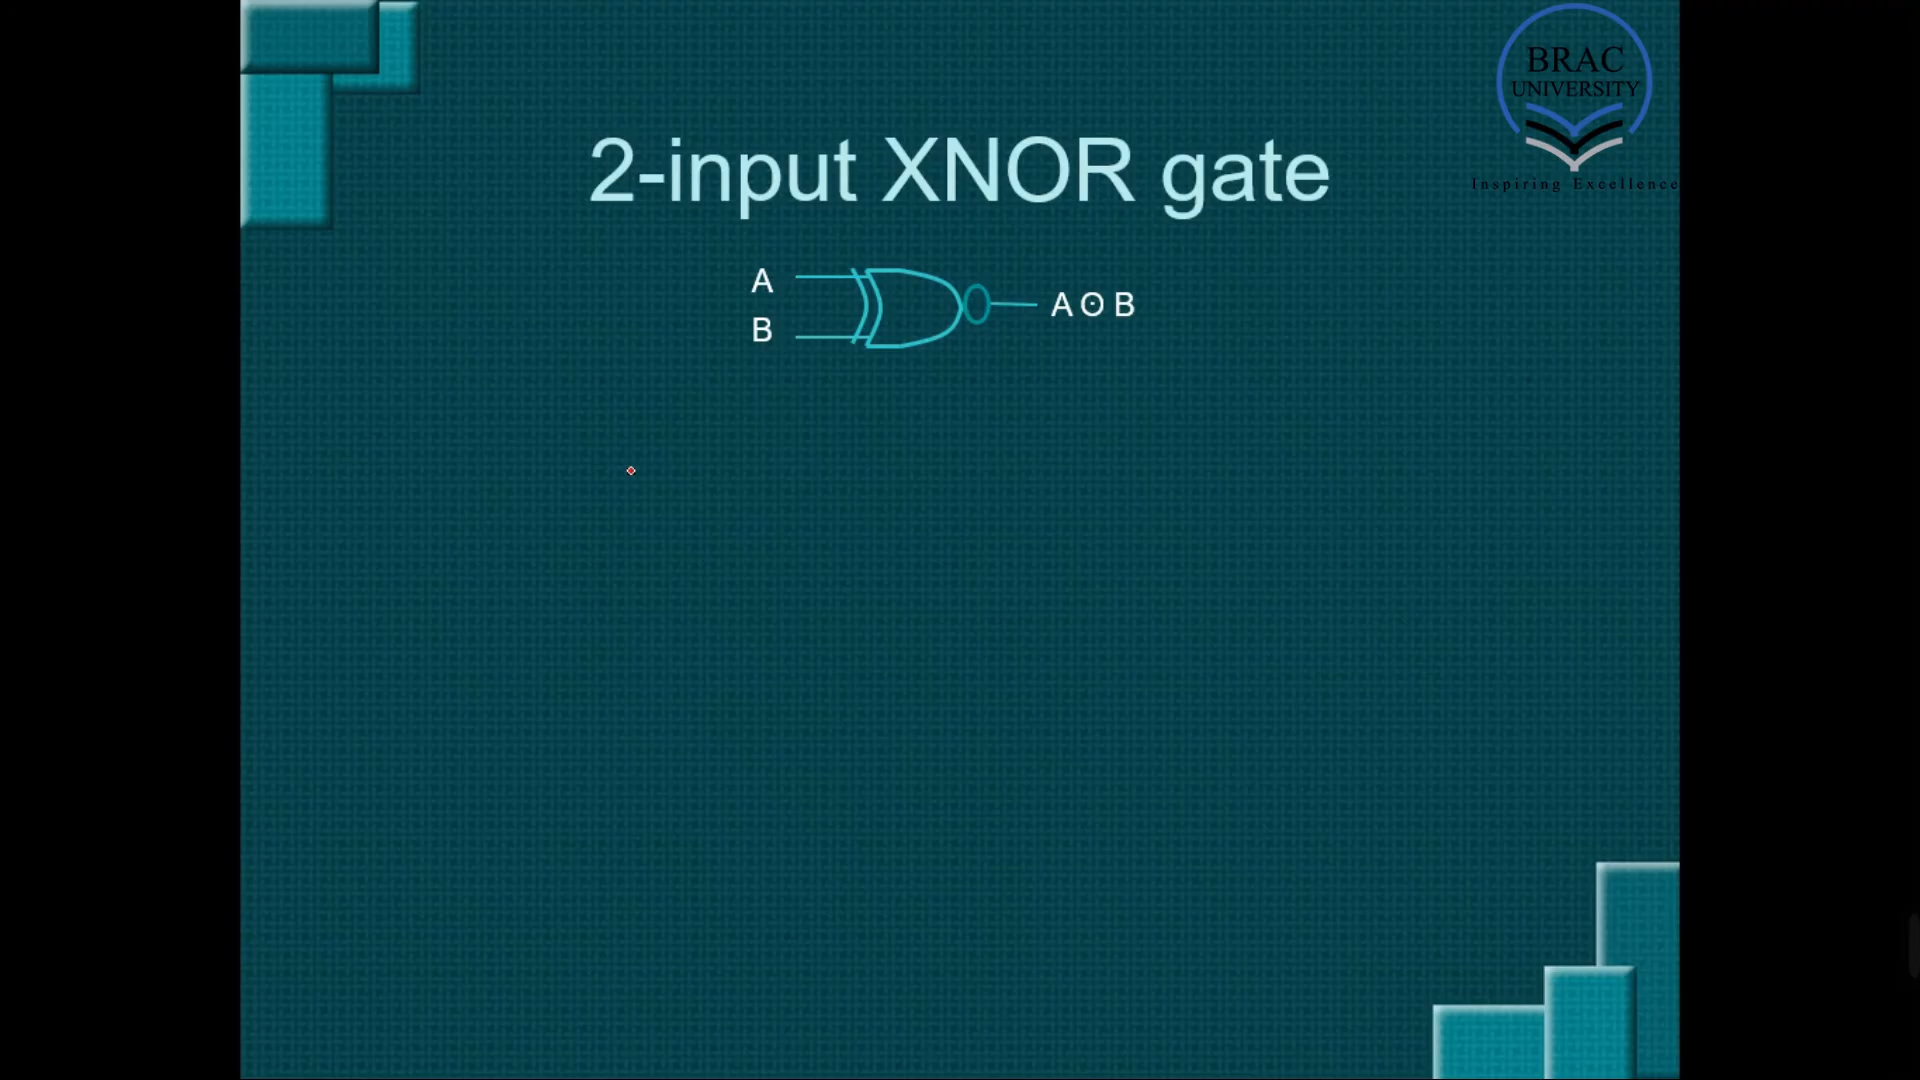 BRAC
UNIVERSITY
Inspiring Excellence
2-input XNOR gate
A
B
A ⊙ B